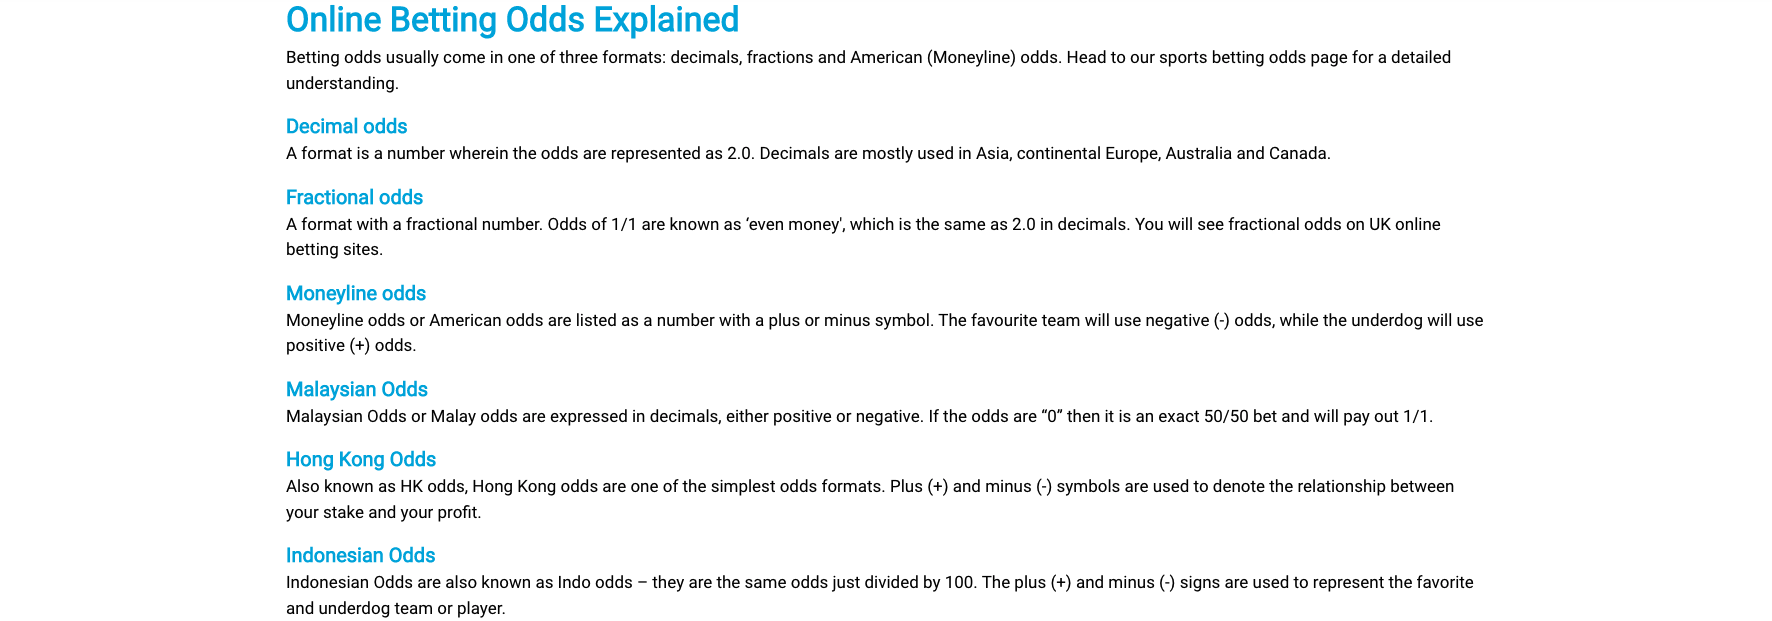 Online Betting Odds Explained
Betting odds usually come in one of three formats: decimals, fractions and American (Moneyline) odds. Head to our sports betting odds page for a detailed
understanding.
Decimal odds
A format is a number wherein the odds are represented as 2.0. Decimals are mostly used in Asia, continental Europe, Australia and Canada.
Fractional odds
A format with a fractional number. Odds of 1/1 are known as ‘even money', which is the same as 2.0 in decimals. You will see fractional odds on UK online
betting sites.
Moneyline odds
Moneyline odds or American odds are listed as a number with a plus or minus symbol. The favourite team will use negative (-) odds, while the underdog will use
positive (+) odds.
Malaysian Odds
Malaysian Odds or Malay odds are expressed in decimals, either positive or negative. If the odds are “0” then it is an exact 50/50 bet and will pay out 1/1.
Hong Kong Odds
Also known as HK odds, Hong Kong odds are one of the simplest odds formats. Plus (+) and minus (-) symbols are used to denote the relationship between
your stake and your profit.
Indonesian Odds
Indonesian Odds are also known as Indo odds – they are the same odds just divided by 100. The plus (+) and minus (-) signs are used to represent the favorite
and underdog team or player.